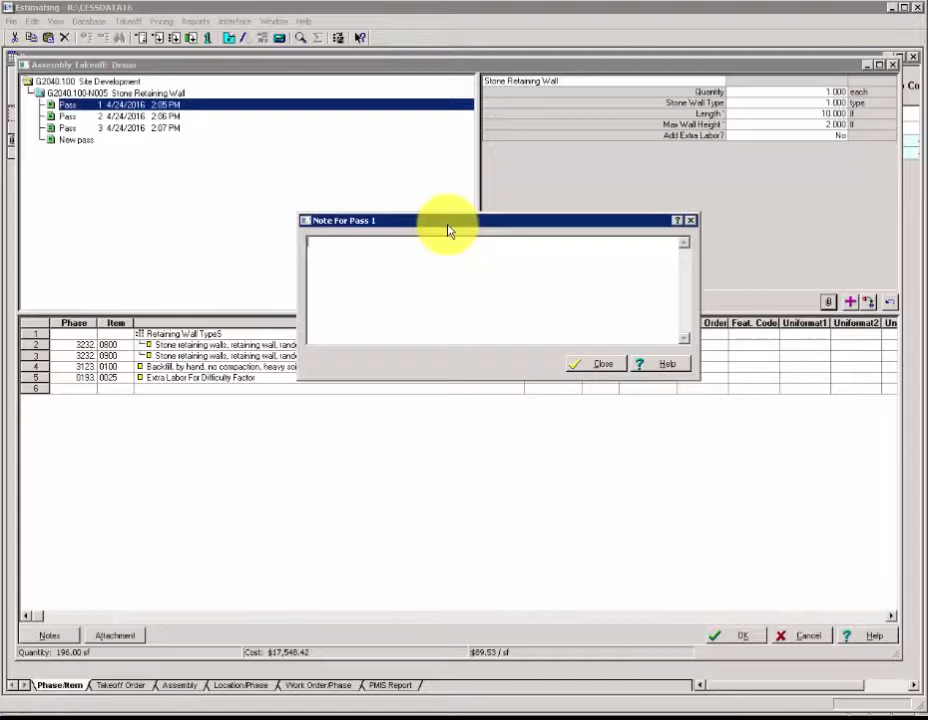 Estimating - R:\CESSDATA16
File Edit View Database Takeoff Pricing Reports Interface Window Help
Assembly Takeoff: Demo
G2040.100 Site Development
G2040.100-N005 Stone Retaining Wall
Pass 1 4/24/2016 2:05 PM
Pass 2 4/24/2016 2:06 PM
Pass 3 4/24/2016 2:07 PM
New pass
Stone Retaining Wall
Quantity 1.000 each
Stone Wall Type 1.000 type
Length * 10.000 lf
Max Wall Height * 2.000 lf
Add Extra Labor? No
Co
Note For Pass 1
Close Help
Phase Item Order Feat. Code Uniformat1 Uniformat2 Un
1 Retaining Wall Type5
2 3232. 0800 Stone retaining walls, retaining wall, rand
3 3232. 0900 Stone retaining walls, retaining wall, rand
4 3123. 0100 Backfill, by hand, no compaction, heavy soi
5 0193. 0025 Extra Labor For Difficulty Factor
6
Notes Attachment OK Cancel Help
Quantity: 196.00 sf Cost: $17,548.42 $89.53 / sf
Phase/Item Takeoff Order Assembly Location/Phase Work Order/Phase PMIS Report